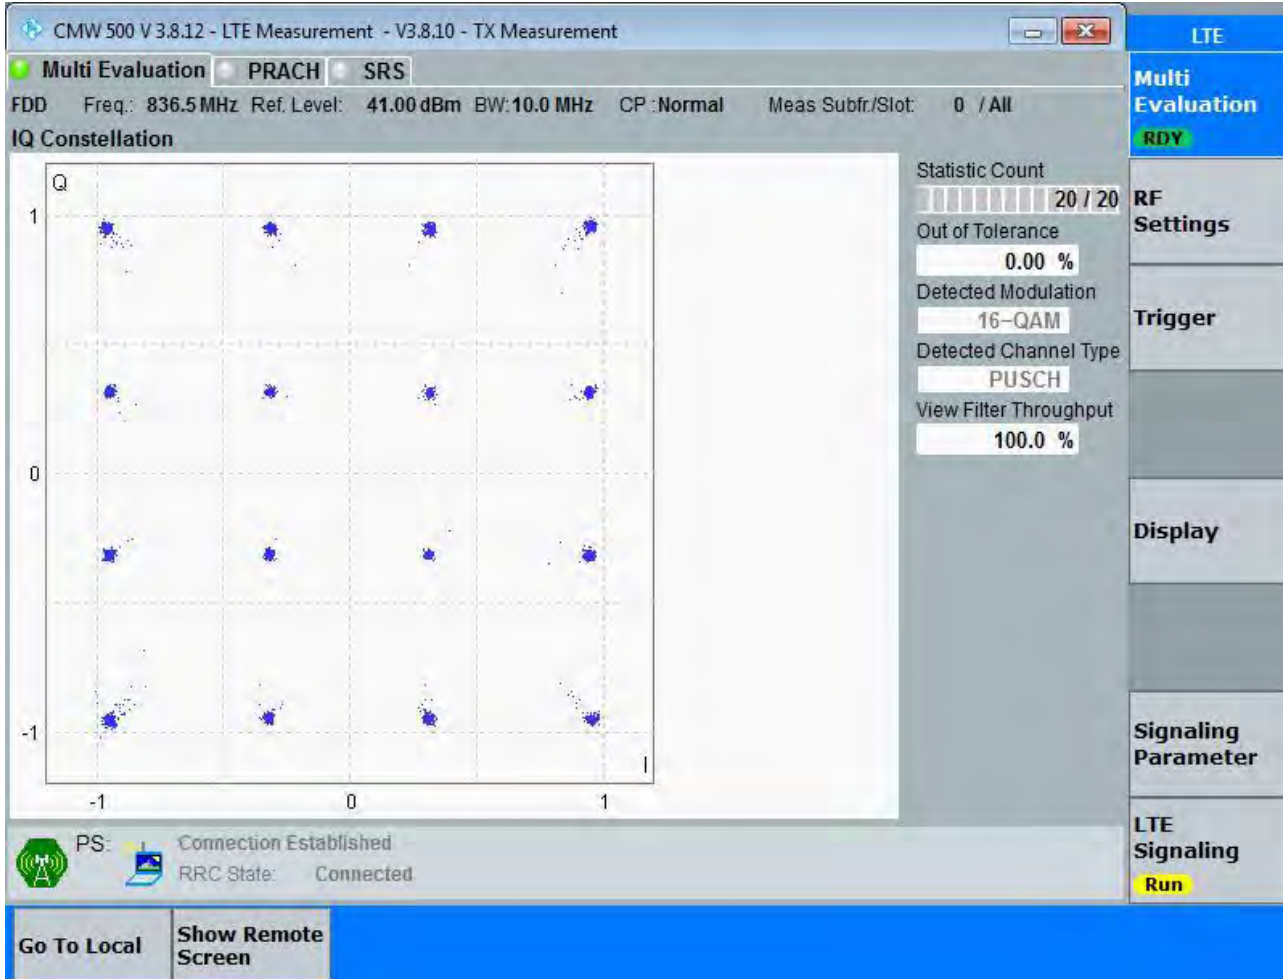 CMW 500 V 3.8.12 - LTE Measurement - V3.8.10 - TX Measurement
LTE
Multi Evaluation PRACH SRS
FDD Freq.: 836.5 MHz Ref. Level: 41.00 dBm BW: 10.0 MHz CP : Normal Meas Subfr./Slot: 0 / All
IQ Constellation
Multi
Evaluation
RDY
Q
1
0
-1
-1 0 1
I
Statistic Count
20 / 20
Out of Tolerance
0.00 %
Detected Modulation
16-QAM
Detected Channel Type
PUSCH
View Filter Throughput
100.0 %
RF
Settings
Trigger
Display
Signaling
Parameter
LTE
Signaling
Run
PS: Connection Established
RRC State: Connected
Go To Local
Show Remote
Screen